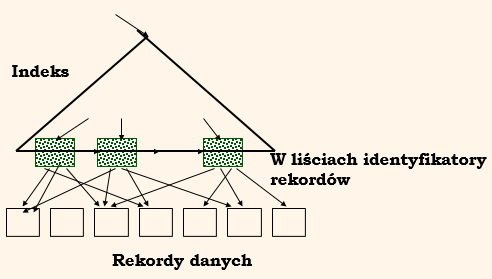 Indeks
W liściach identyfikatory
rekordów
Rekordy danych